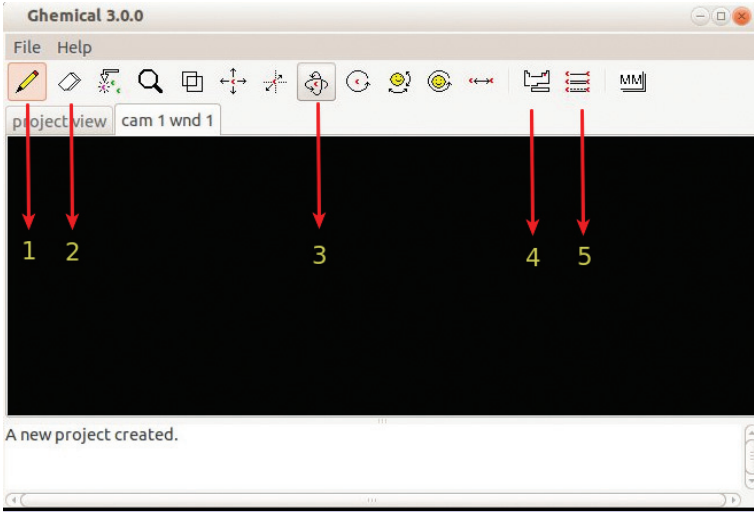 Ghemical 3.0.0
File Help
MM
project view cam 1 wnd 1
1 2 3 4 5
A new project created.